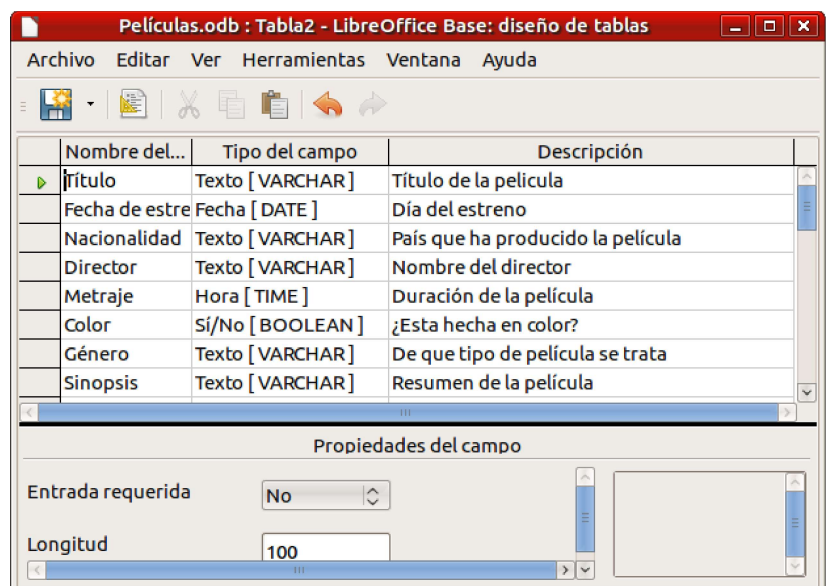 Películas.odb : Tabla2 - LibreOffice Base: diseño de tablas
Archivo Editar Ver Herramientas Ventana Ayuda
Nombre del... Tipo del campo Descripción
Título Texto [ VARCHAR ] Título de la pelicula
Fecha de estre Fecha [ DATE ] Día del estreno
Nacionalidad Texto [ VARCHAR ] País que ha producido la película
Director Texto [ VARCHAR ] Nombre del director
Metraje Hora [ TIME ] Duración de la película
Color Sí/No [ BOOLEAN ] ¿Esta hecha en color?
Género Texto [ VARCHAR ] De que tipo de película se trata
Sinopsis Texto [ VARCHAR ] Resumen de la película
Propiedades del campo
Entrada requerida No
Longitud 100